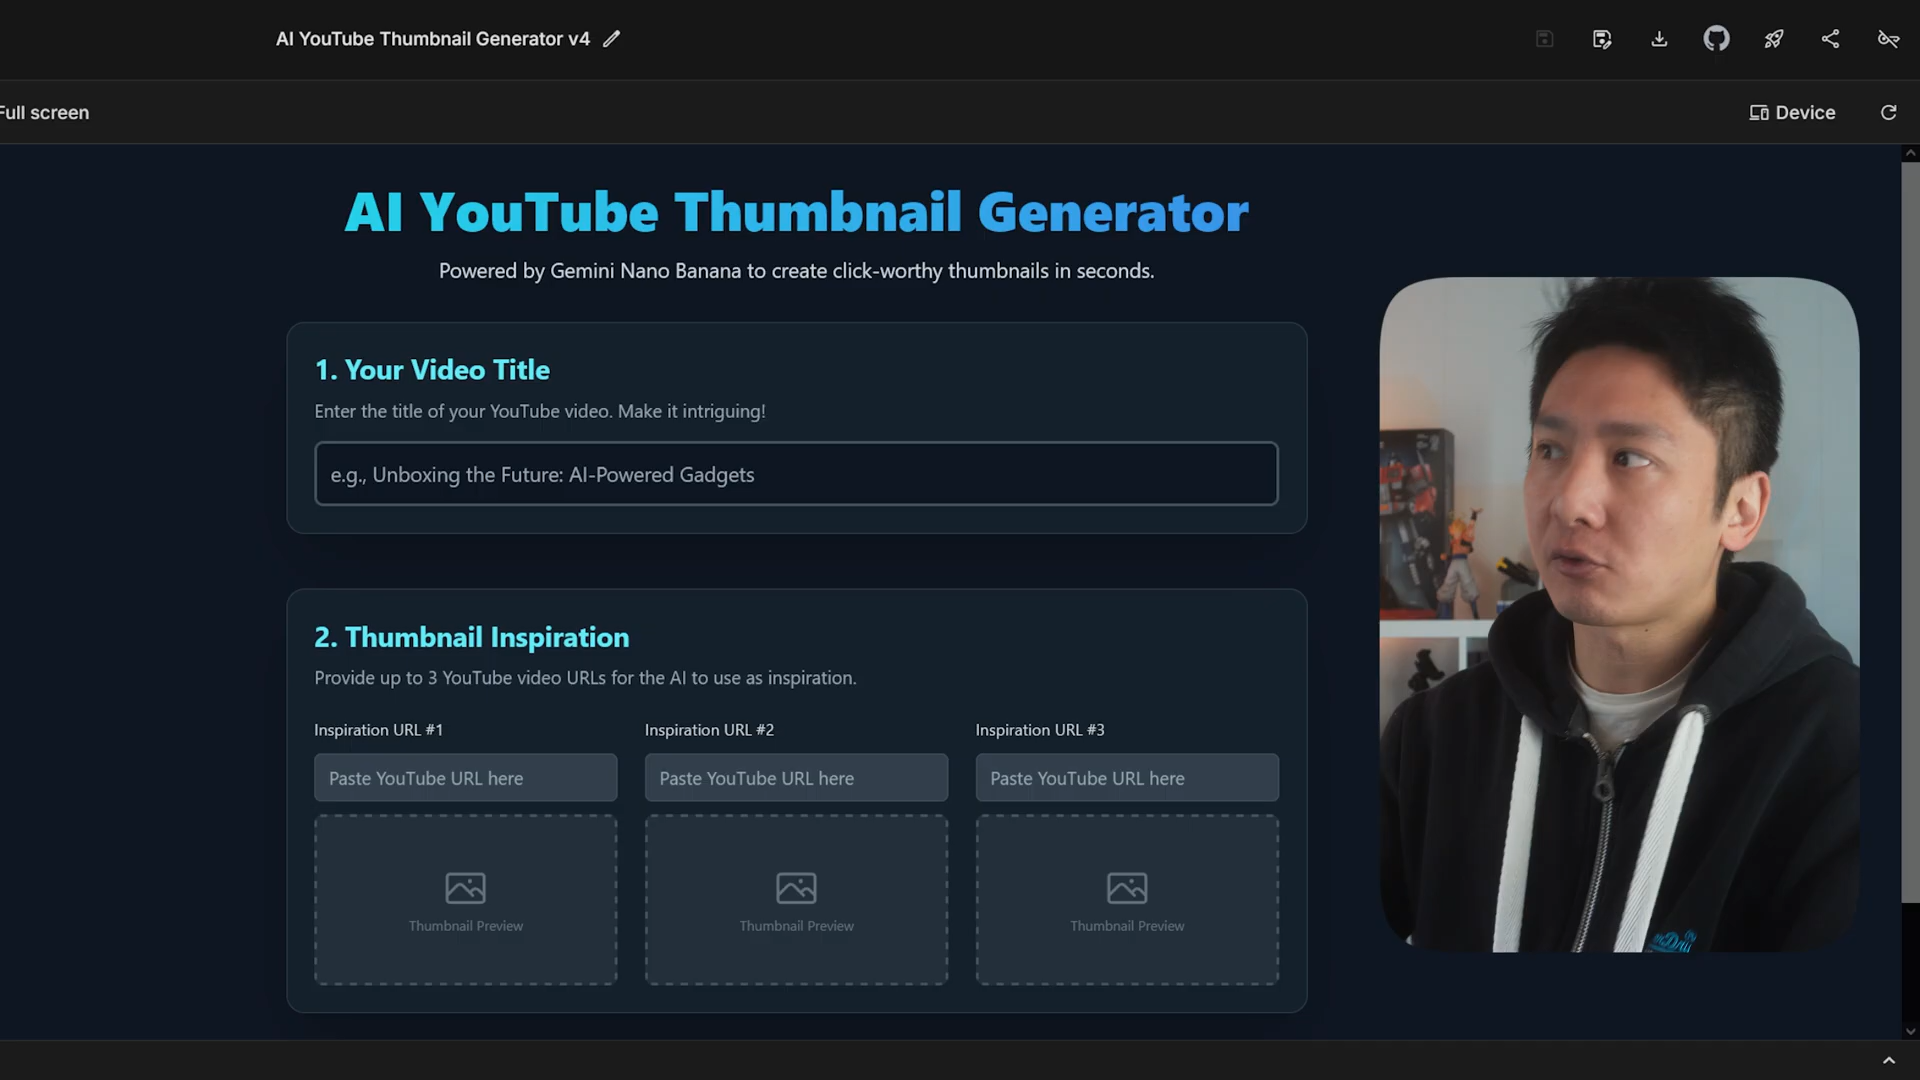 AI YouTube Thumbnail Generator v4
Full screen
Device
AI YouTube Thumbnail Generator
Powered by Gemini Nano Banana to create click-worthy thumbnails in seconds.
1. Your Video Title
Enter the title of your YouTube video. Make it intriguing!
e.g., Unboxing the Future: AI-Powered Gadgets
2. Thumbnail Inspiration
Provide up to 3 YouTube video URLs for the AI to use as inspiration.
Inspiration URL #1
Inspiration URL #2
Inspiration URL #3
Paste YouTube URL here
Paste YouTube URL here
Paste YouTube URL here
Thumbnail Preview
Thumbnail Preview
Thumbnail Preview